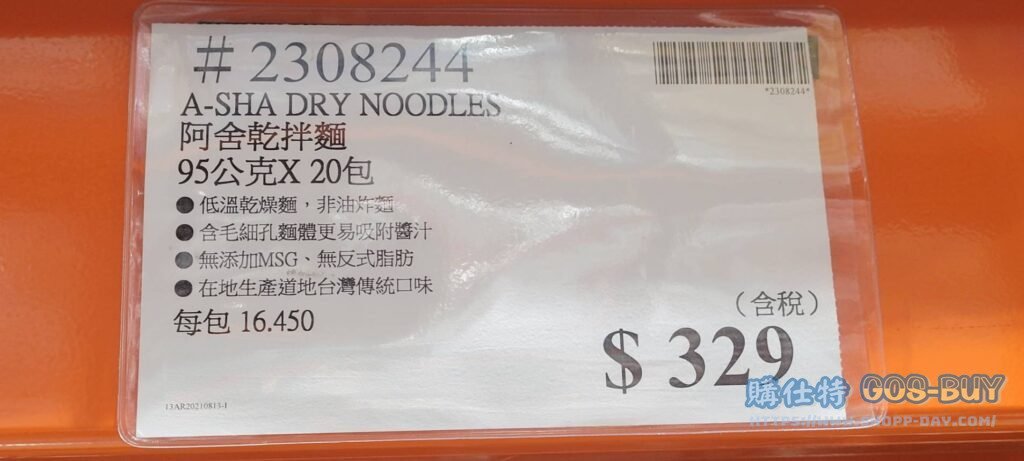 #2308244
*2308244*
A-SHA DRY NOODLES
阿舍乾拌麵
95公克X 20包
● 低溫乾燥麵，非油炸麵
● 含毛細孔麵體更易吸附醬汁
● 無添加MSG、無反式脂肪
● 在地生產道地台灣傳統口味
每包 16.450
（含稅）
$ 329
13AR20210813-1
購仕特 COS-BUY